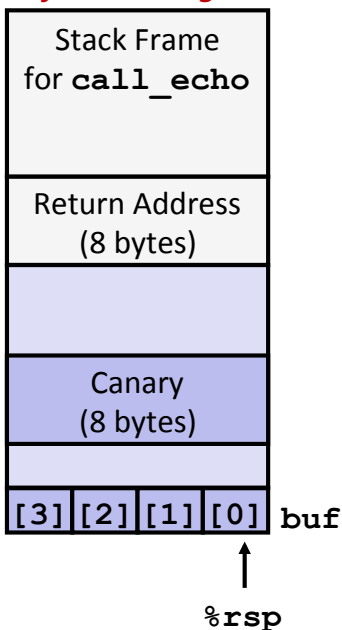 Stack Frame
for call_echo
Return Address
(8 bytes)
Canary
(8 bytes)
[3] [2] [1] [0] buf
%rsp